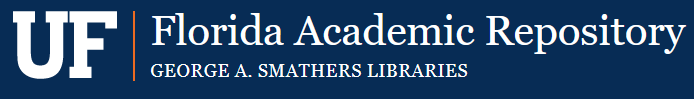 UF
Florida Academic Repository
GEORGE A. SMATHERS LIBRARIES